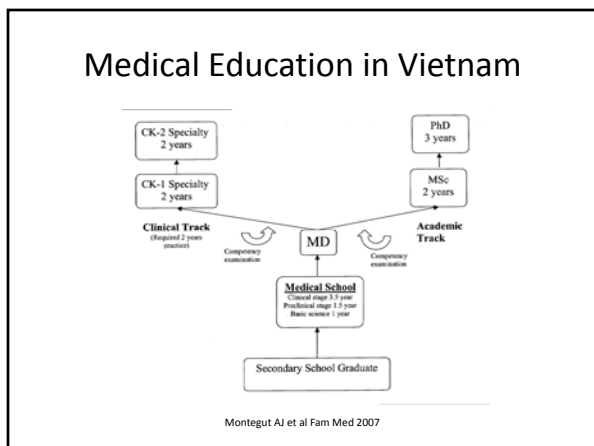 Medical Education in Vietnam
CK-2 Specialty
2 years
PhD
3 years
CK-1 Specialty
2 years
MSc
2 years
Clinical Track
(Required 2 years
practice)
Academic
Track
Competency
examination
MD
Competency
examination
Medical School
Clinical stage 3.5 year
Preclinical stage 1.5 year
Basic science 1 year
Secondary School Graduate
Montegut AJ et al Fam Med 2007